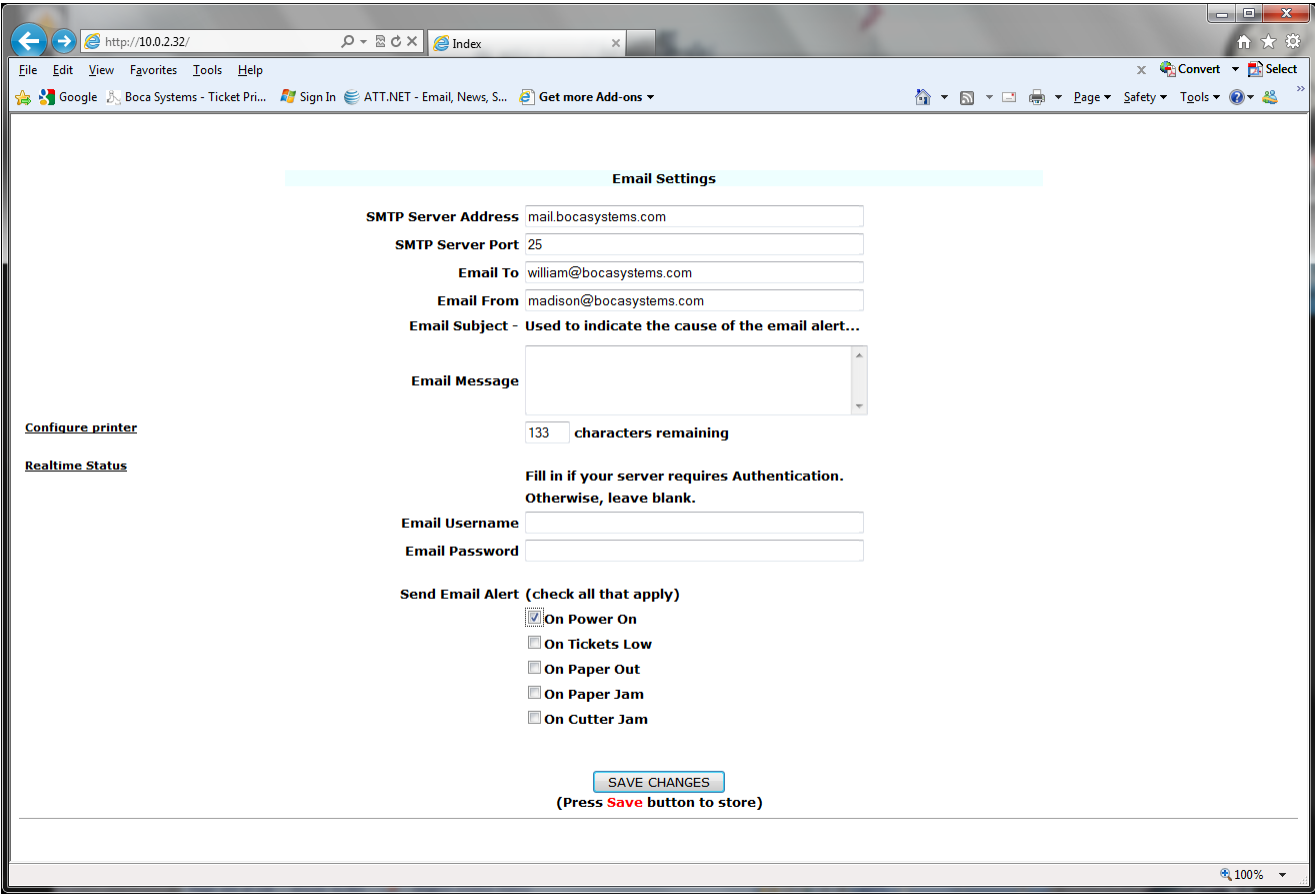 http://10.0.2.32/
Index
File Edit View Favorites Tools Help
Convert Select
Google Boca Systems - Ticket Pri... Sign In ATT.NET - Email, News, S... Get more Add-ons
Page Safety Tools
Email Settings
SMTP Server Address mail.bocasystems.com
SMTP Server Port 25
Email To william@bocasystems.com
Email From madison@bocasystems.com
Email Subject - Used to indicate the cause of the email alert...
Email Message
Configure printer
133 characters remaining
Realtime Status
Fill in if your server requires Authentication.
Otherwise, leave blank.
Email Username
Email Password
Send Email Alert (check all that apply)
On Power On
On Tickets Low
On Paper Out
On Paper Jam
On Cutter Jam
SAVE CHANGES
(Press Save button to store)
100%